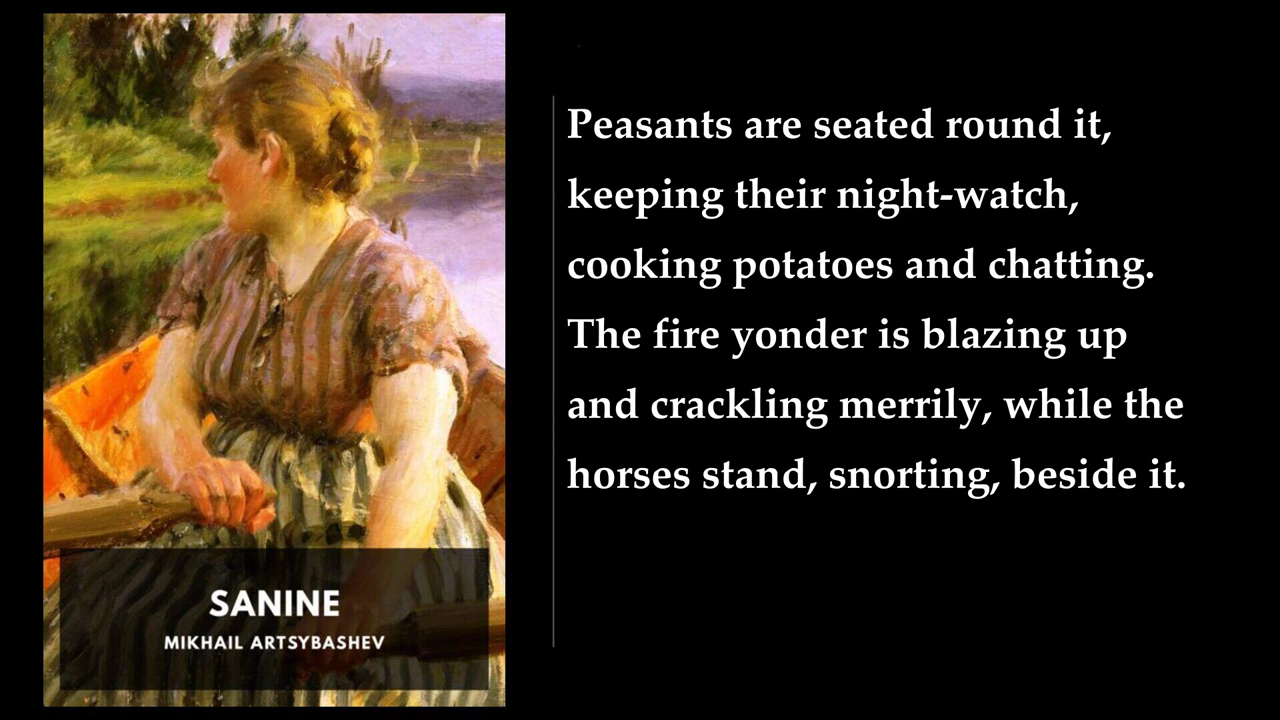 SANINE
MIKHAIL ARTSYBASHEV
Peasants are seated round it,
keeping their night-watch,
cooking potatoes and chatting.
The fire yonder is blazing up
and crackling merrily, while the
horses stand, snorting, beside it.